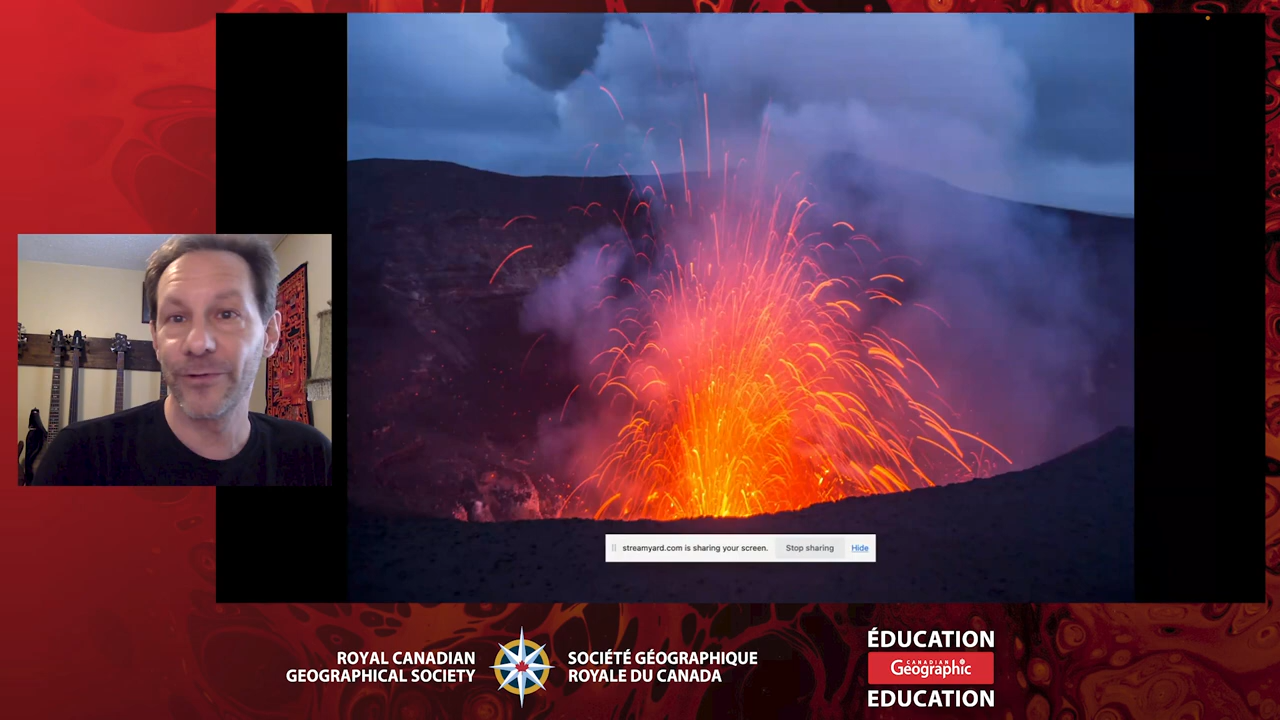 streamyard.com is sharing your screen. Stop sharing Hide
ROYAL CANADIAN
GEOGRAPHICAL SOCIETY
SOCIÉTÉ GÉOGRAPHIQUE
ROYALE DU CANADA
ÉDUCATION
CANADIAN
Geographic
EDUCATION